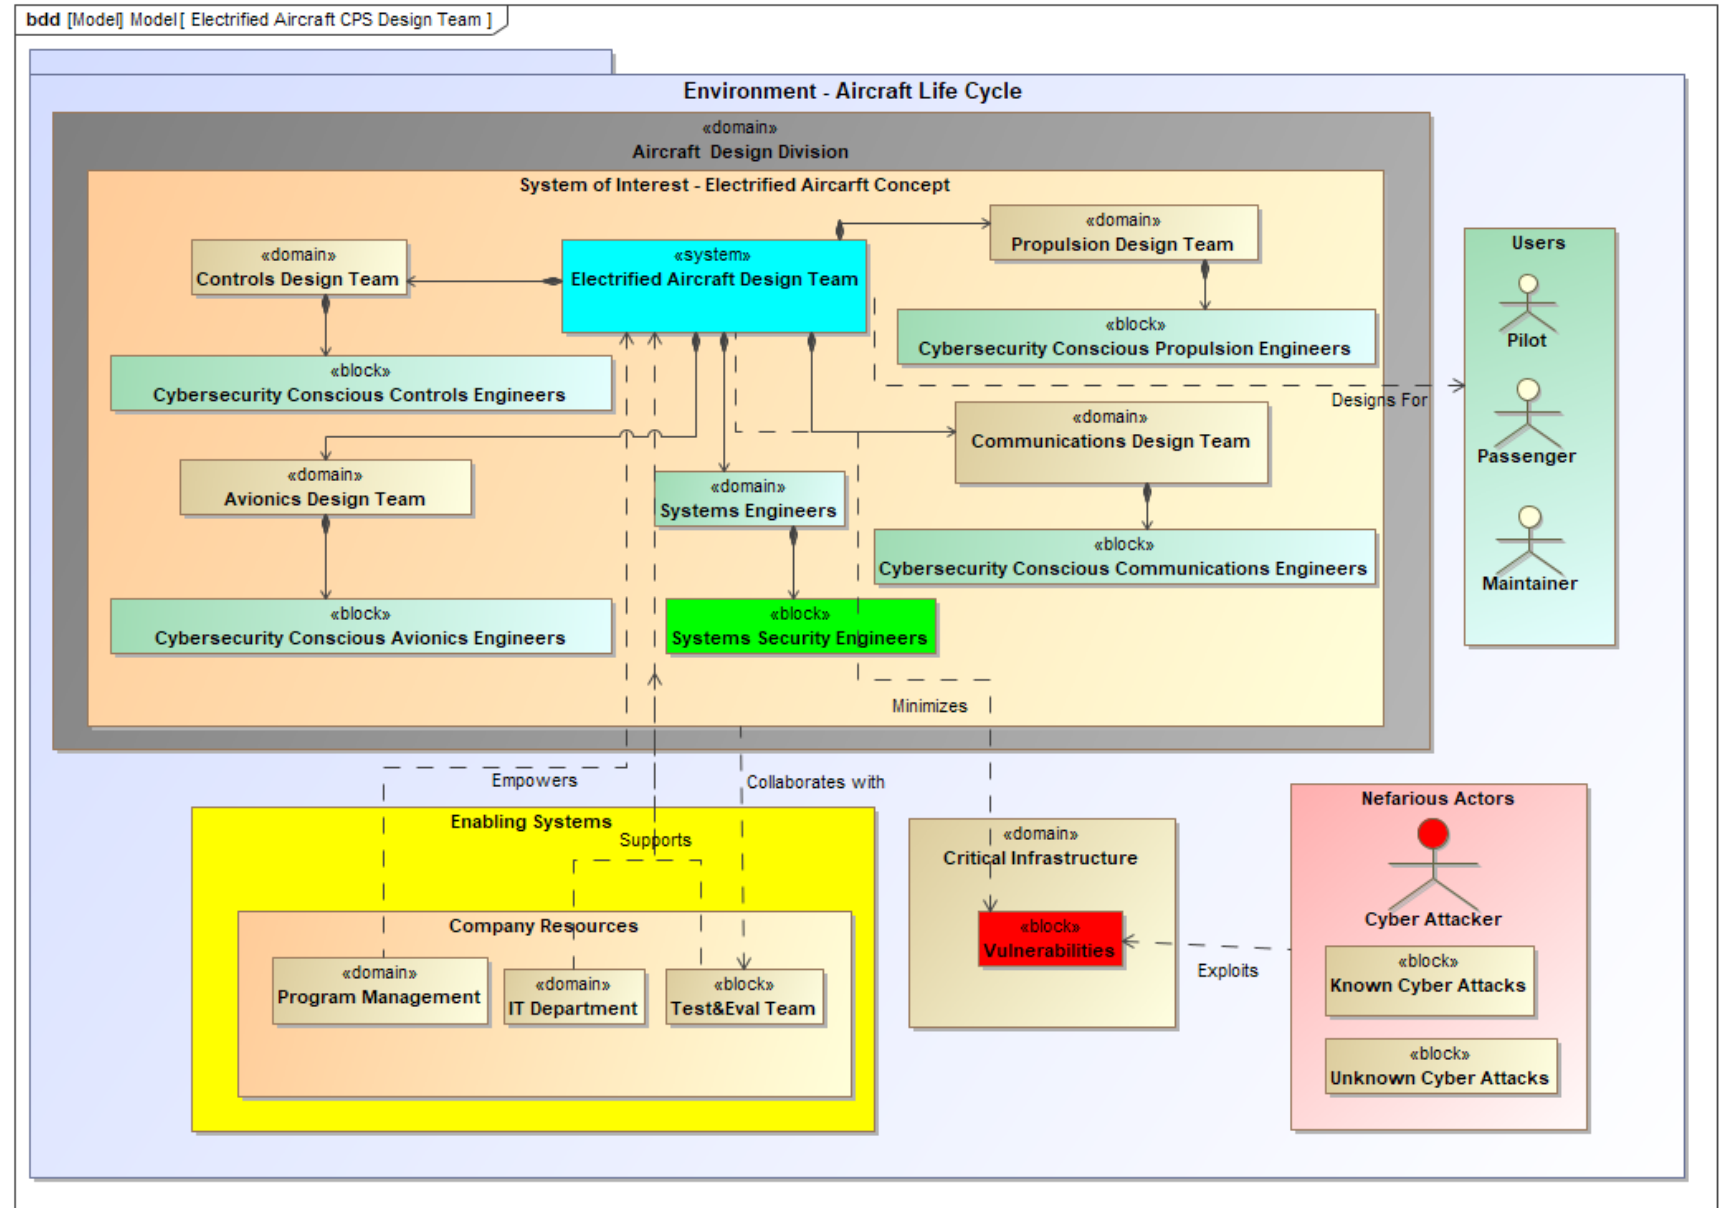 bdd [Model] Model[ Electrified Aircraft CPS Design Team ]
Environment - Aircraft Life Cycle
«domain»
Aircraft Design Division
System of Interest - Electrified Aircarft Concept
«domain»
Controls Design Team
«system»
Electrified Aircraft Design Team
«domain»
Propulsion Design Team
«block»
Cybersecurity Conscious Controls Engineers
«block»
Cybersecurity Conscious Propulsion Engineers
Designs For
«domain»
Avionics Design Team
«domain»
Systems Engineers
«domain»
Communications Design Team
«block»
Cybersecurity Conscious Avionics Engineers
«block»
Systems Security Engineers
«block»
Cybersecurity Conscious Communications Engineers
Users
Pilot
Passenger
Maintainer
Minimizes
Empowers
Collaborates with
Enabling Systems
Supports
Company Resources
«domain»
Program Management
«domain»
IT Department
«block»
Test&Eval Team
«domain»
Critical Infrastructure
«block»
Vulnerabilities
Exploits
Nefarious Actors
Cyber Attacker
«block»
Known Cyber Attacks
«block»
Unknown Cyber Attacks